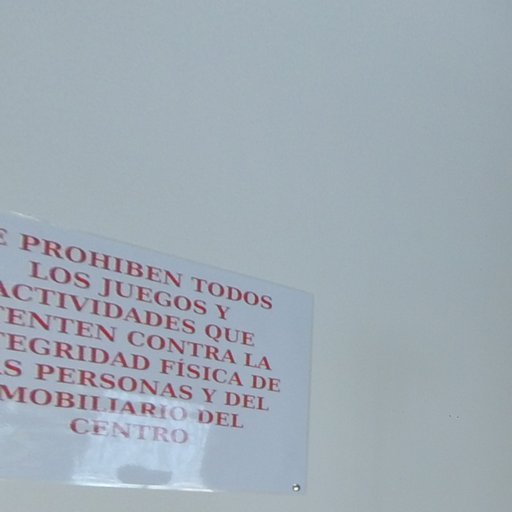 E PROHIBEN TODOS
LOS JUEGOS Y
ACTIVIDADES QUE
TENTEN CONTRA LA
TEGRIDAD FÍSICA DE
AS PERSONAS Y DEL
MOBILIARIO DEL
CENTRO